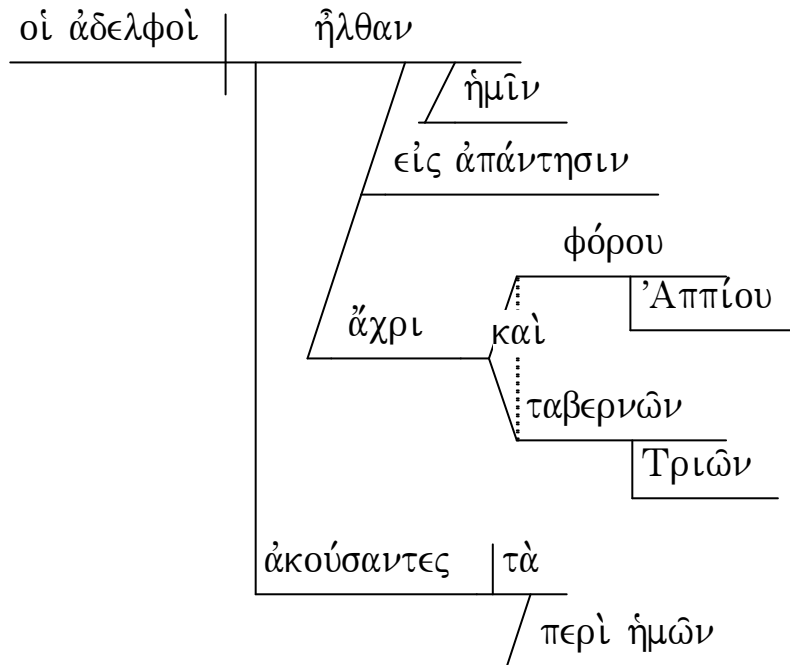 οἱ ἀδελφοὶ ἦλθαν
ἡμῖν
εἰς ἀπάντησιν
φόρου
Ἀππίου
ἄχρι καὶ
ταβερνῶν
Τριῶν
ἀκούσαντες τὰ
περὶ ἡμῶν